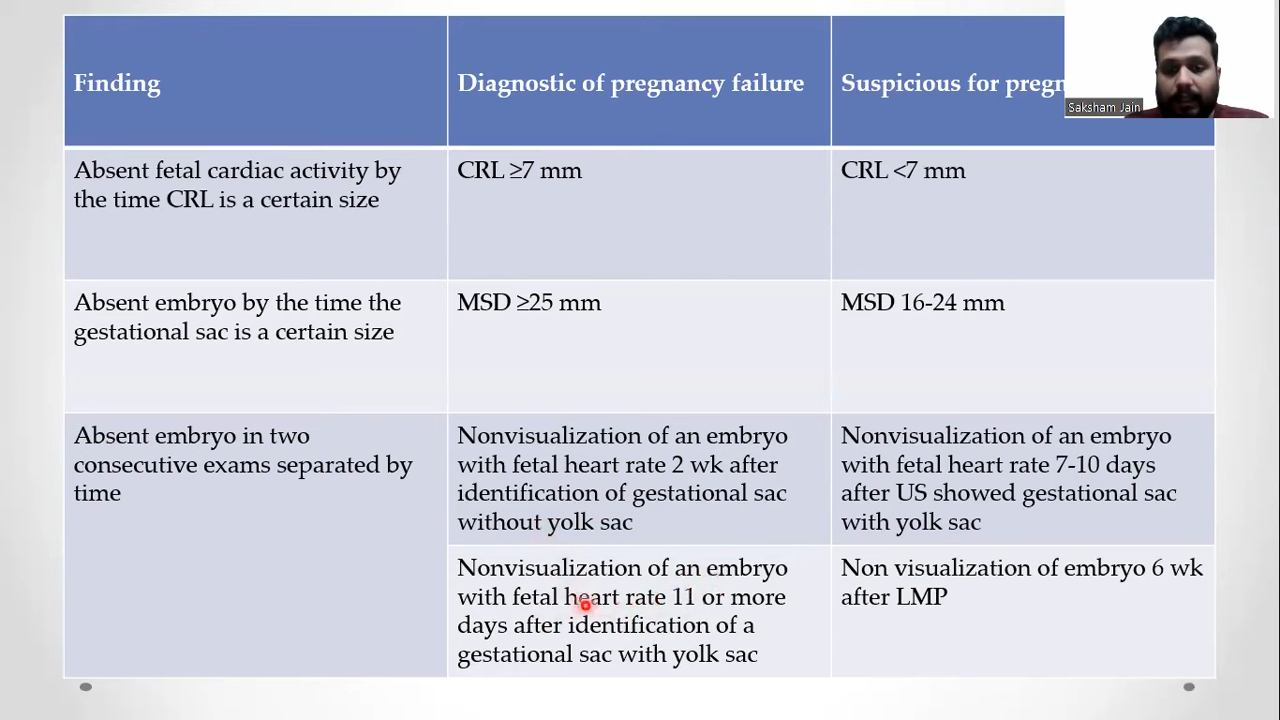 Finding
Diagnostic of pregnancy failure
Suspicious for
Saksham Jain
Absent fetal cardiac activity by
the time CRL is a certain size
CRL ≥7 mm
CRL <7 mm
Absent embryo by the time the
gestational sac is a certain size
MSD ≥25 mm
MSD 16-24 mm
Absent embryo in two
consecutive exams separated by
time
Nonvisualization of an embryo
with fetal heart rate 2 wk after
identification of gestational sac
without yolk sac
Nonvisualization of an embryo
with fetal heart rate 7-10 days
after US showed gestational sac
with yolk sac
Nonvisualization of an embryo
with fetal heart rate 11 or more
days after identification of a
gestational sac with yolk sac
Non visualization of embryo 6 wk
after LMP